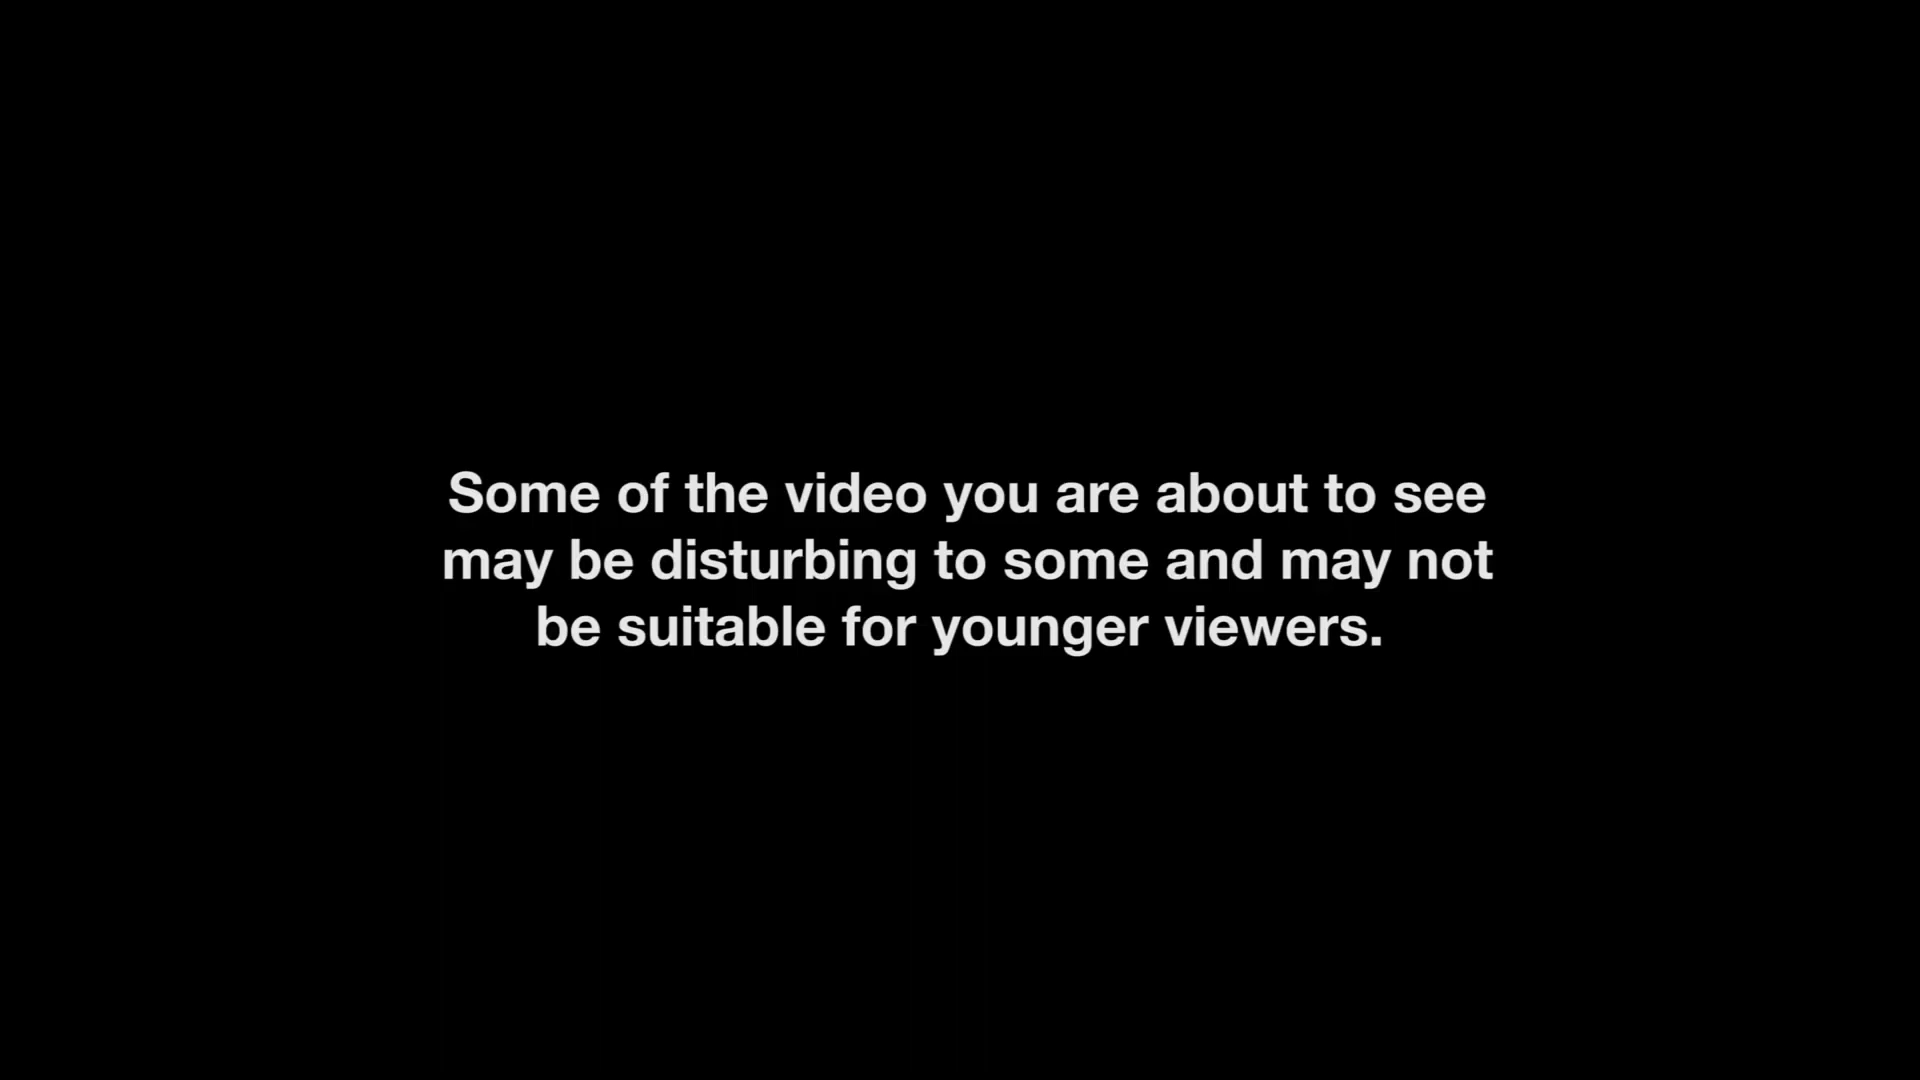 Some of the video you are about to see
may be disturbing to some and may not
be suitable for younger viewers.